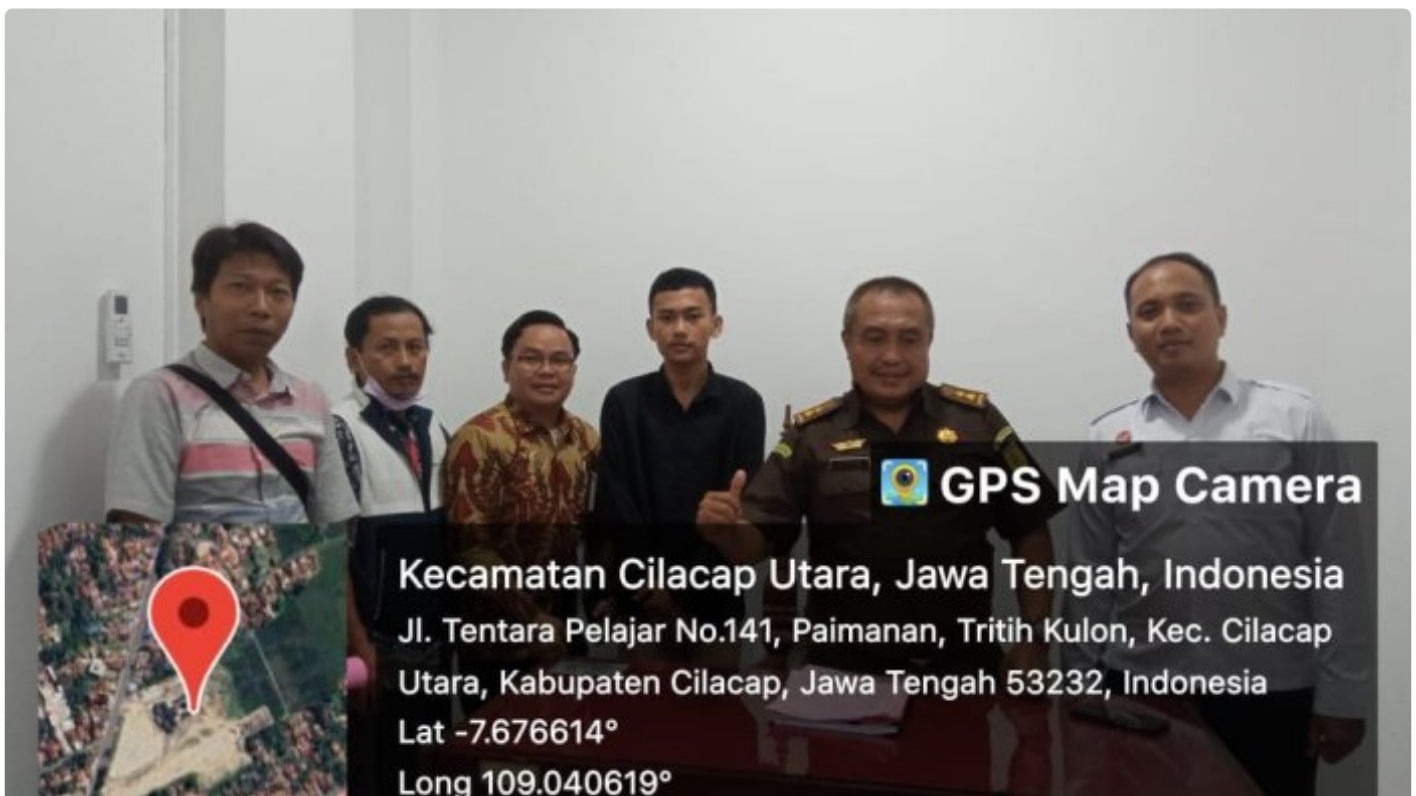 GPS Map Camera
Kecamatan Cilacap Utara, Jawa Tengah, Indonesia
Jl. Tentara Pelajar No.141, Paimanan, Tritih Kulon, Kec. Cilacap
Utara, Kabupaten Cilacap, Jawa Tengah 53232, Indonesia
Lat -7.676614°
Long 109.040619°